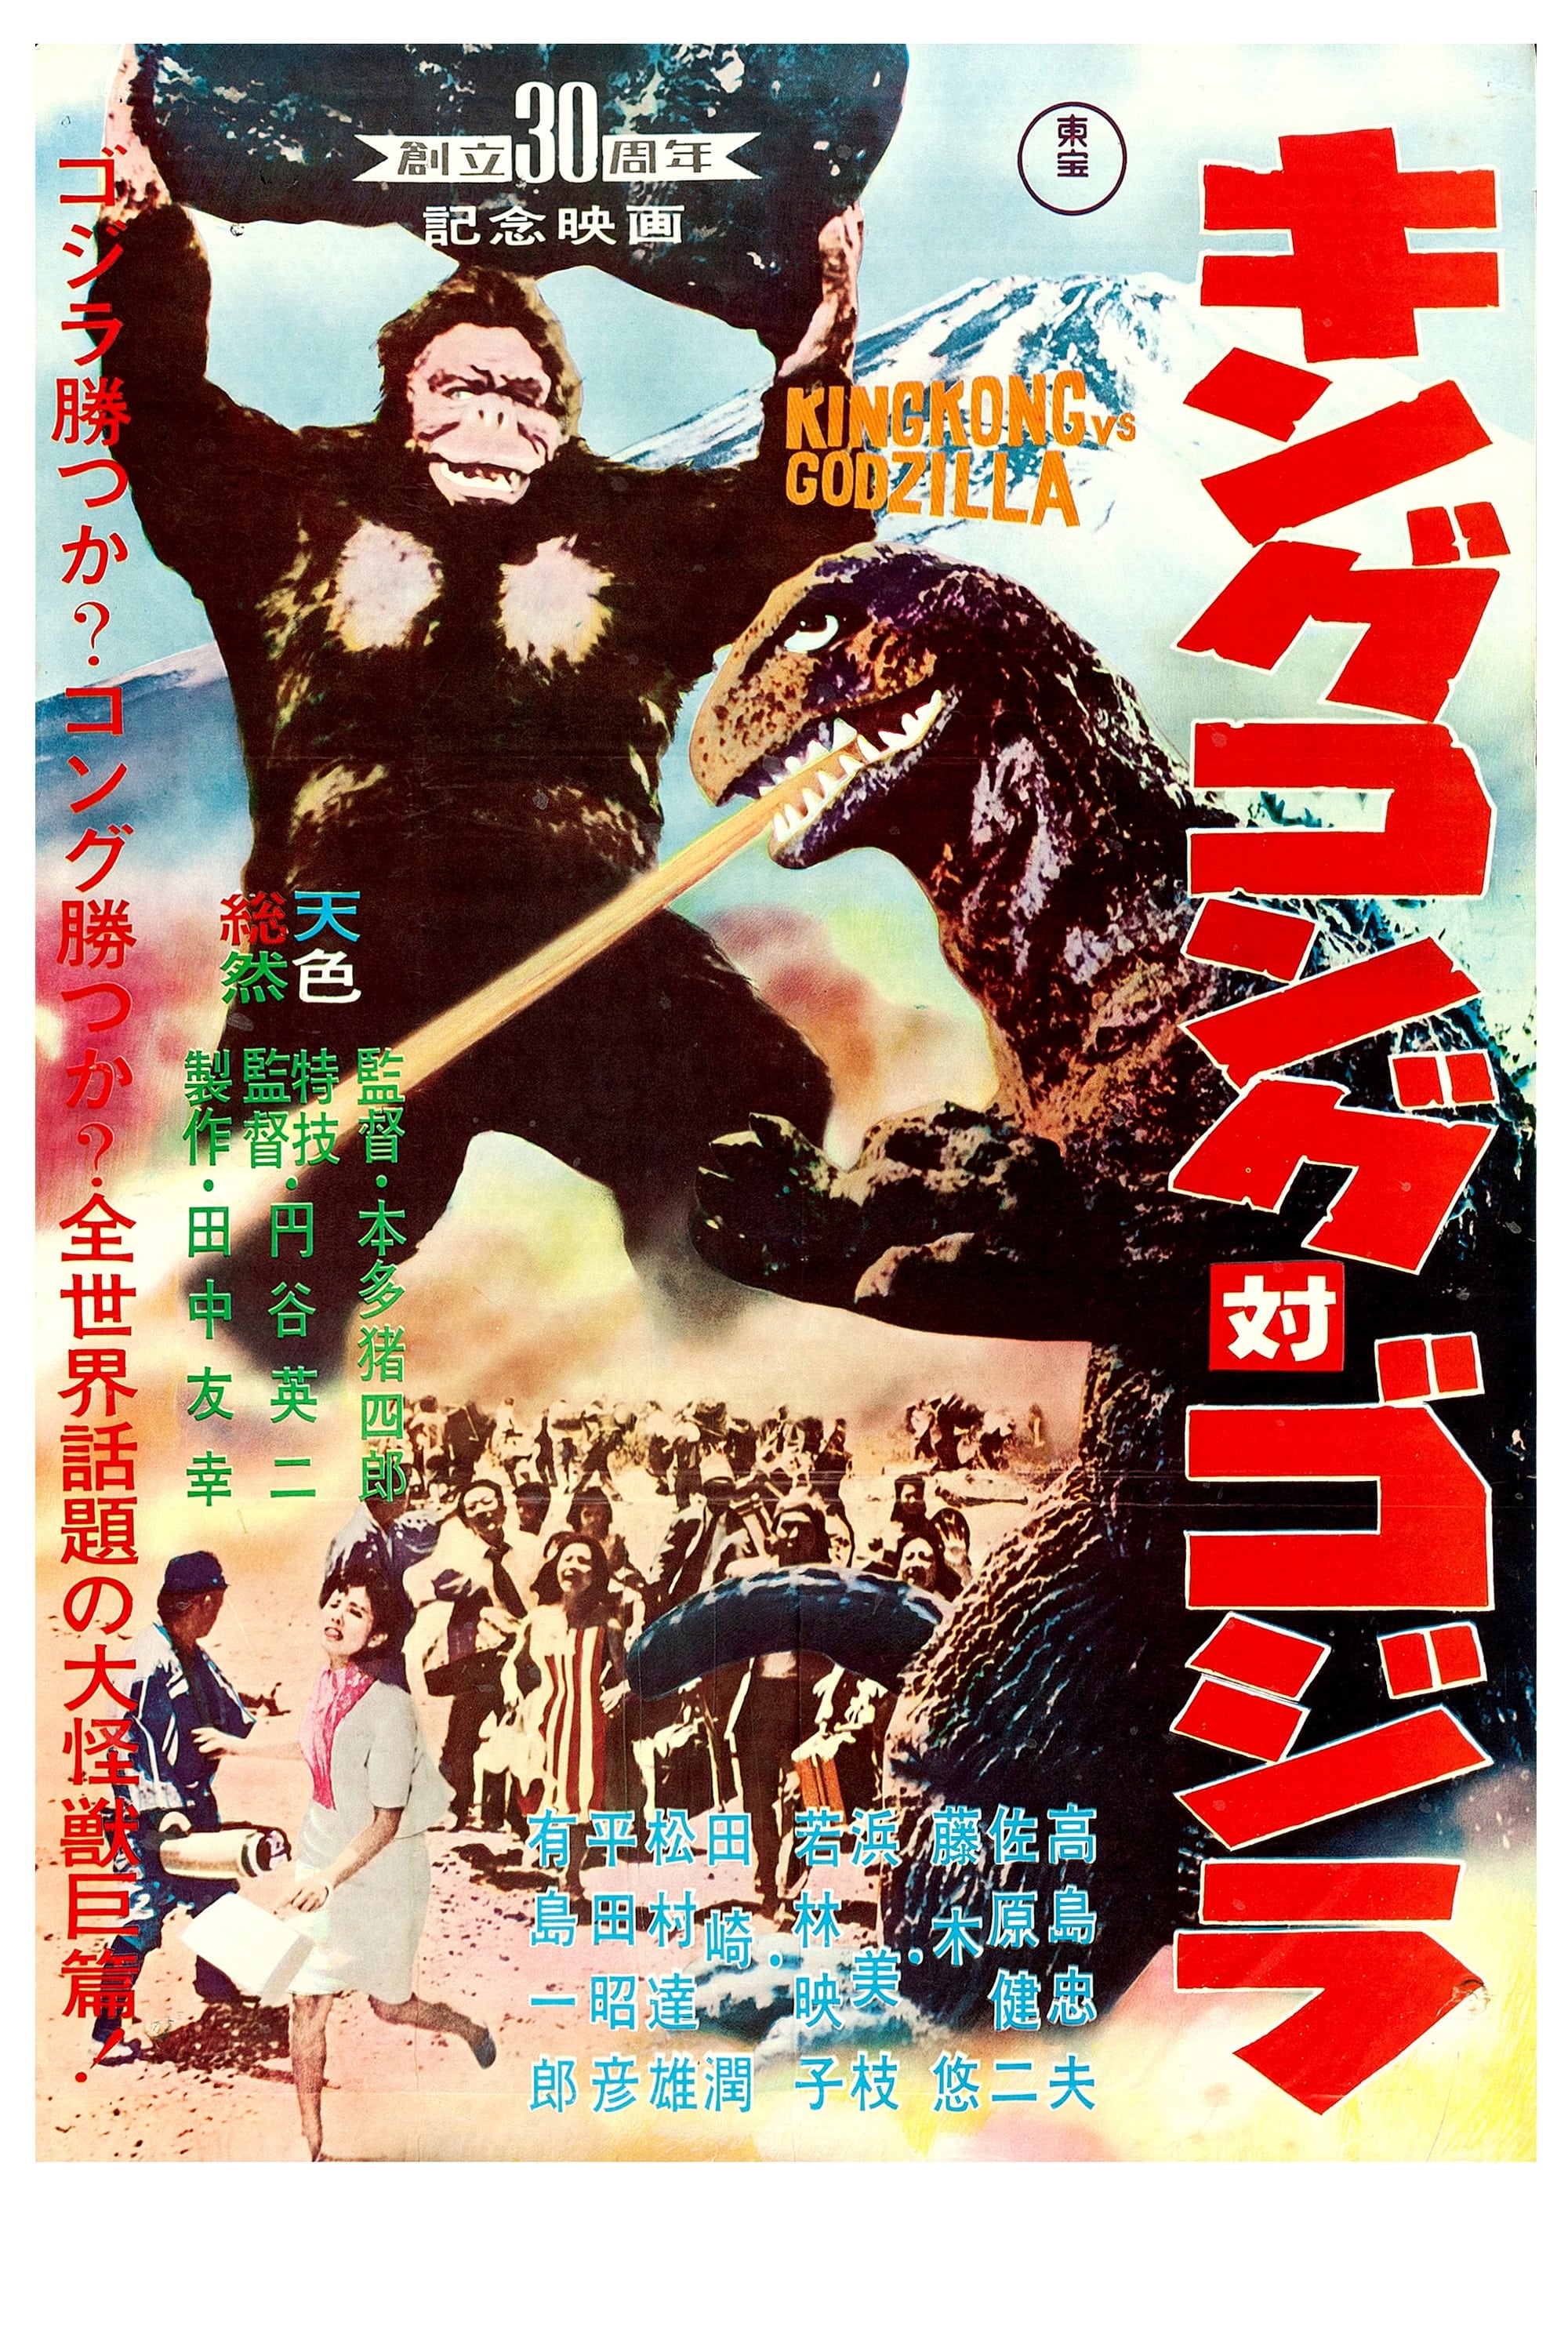 創立30周年
記念映画
東宝
キングコング対ゴジラ
KING KONG vs
GODZILLA
ゴジラ勝つか?コング勝つか?全世界話題の大怪獣巨篇!
総天
然色
監督・本多猪四郎
特技監督・円谷英二
製作・田中友幸
高島忠夫
佐原健二
藤木悠
浜美枝
若林映子
田崎潤
松村達雄
平田昭彦
有島一郎